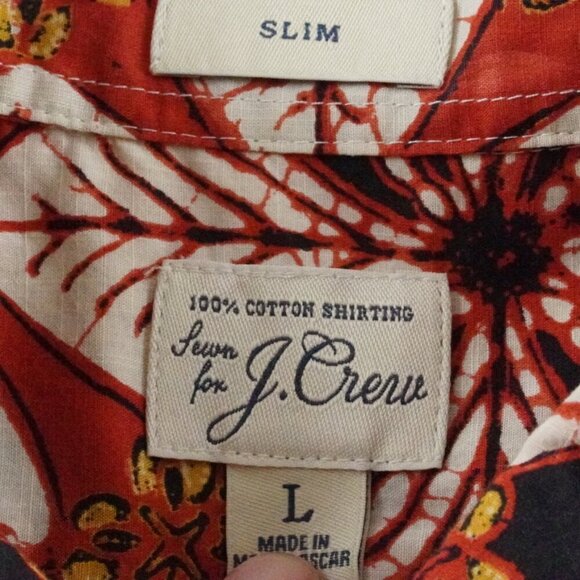 SLIM
100% COTTON SHIRTING
Sewn
for J.Crew
L
MADE IN